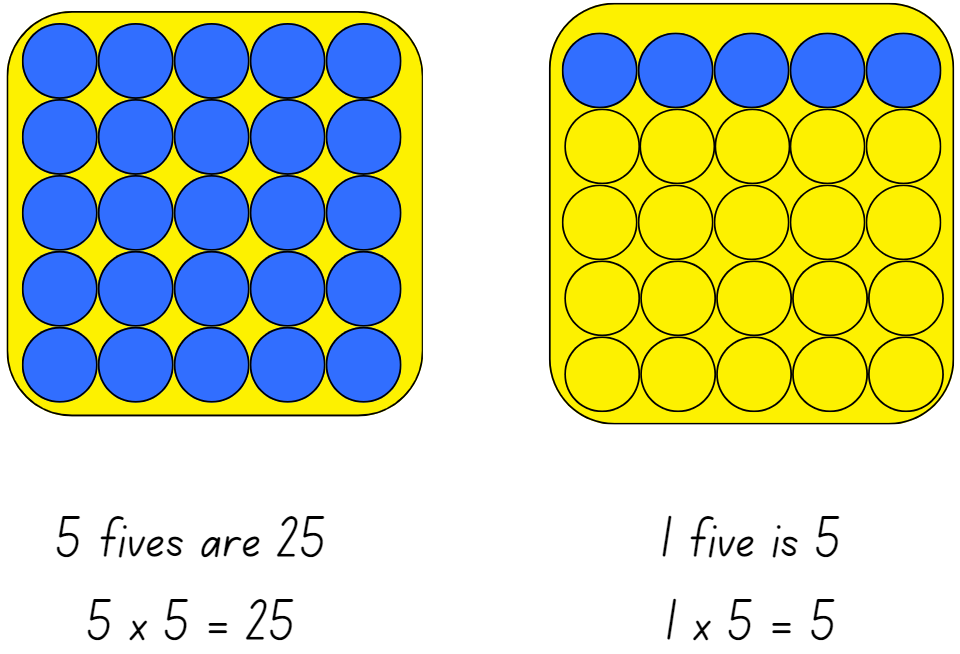 5 fives are 25
5 x 5 = 25
1 five is 5
1 x 5 = 5